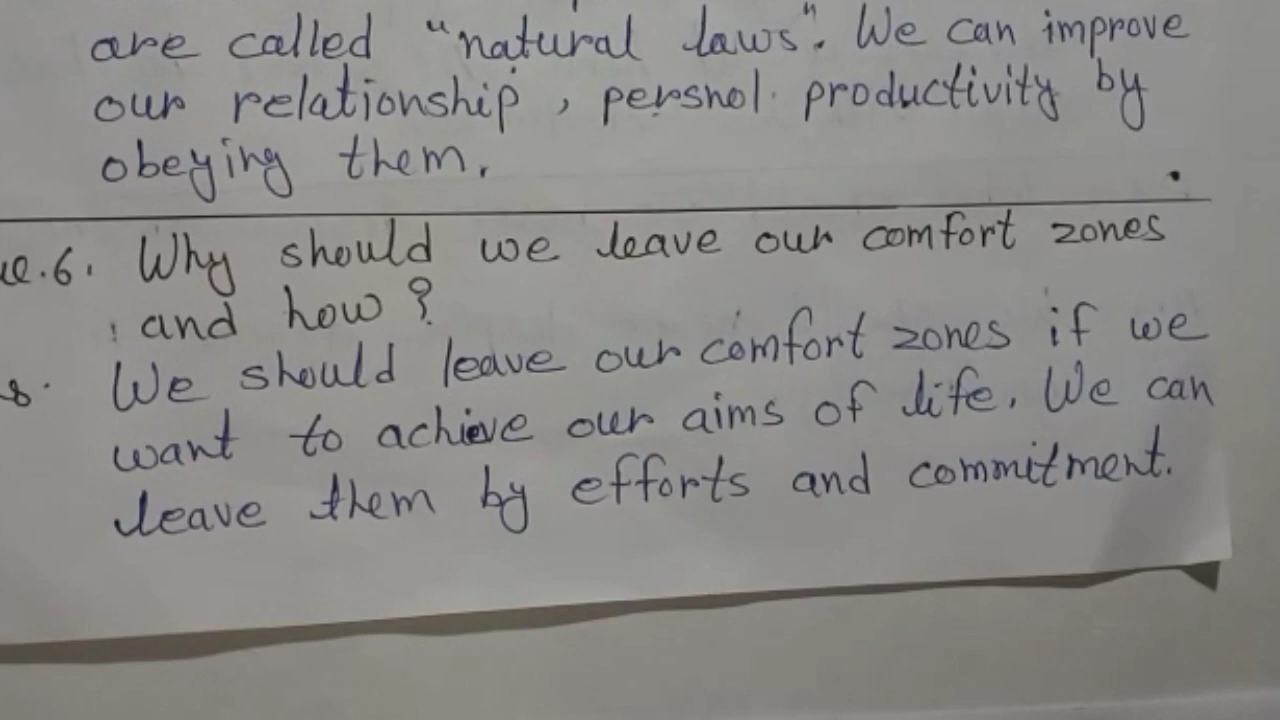 are called "natural laws". We can improve
our relationship, persnol productivity by
obeying them.
ue.6. Why should we leave our comfort zones
and how?
s. We should leave our comfort zones if we
want to achieve our aims of life. We can
leave them by efforts and commitment.